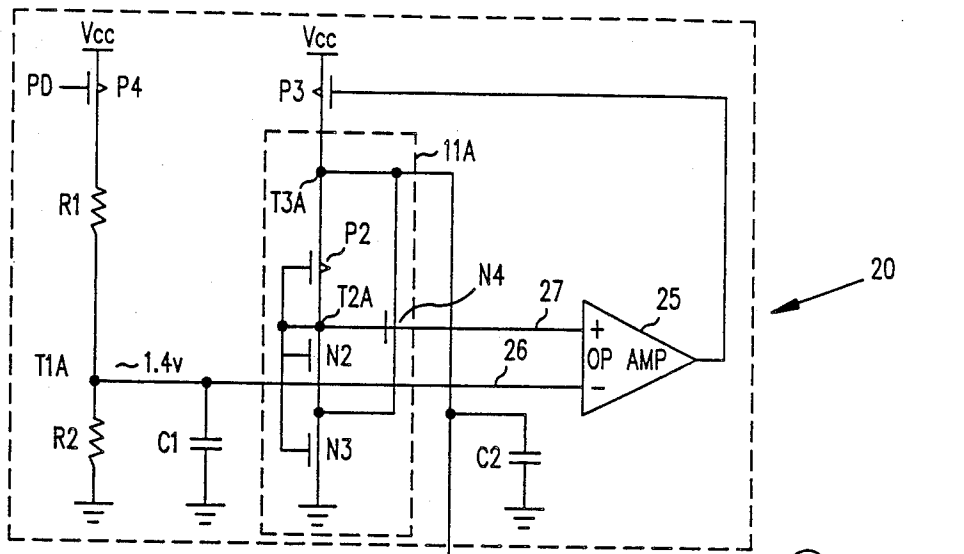 Vcc
Vcc
PD
P4
P3
11A
T3A
R1
P2
T2A
N4
27
25
20
+
OP AMP
−
N2
26
T1A
~1.4v
R2
C1
N3
C2